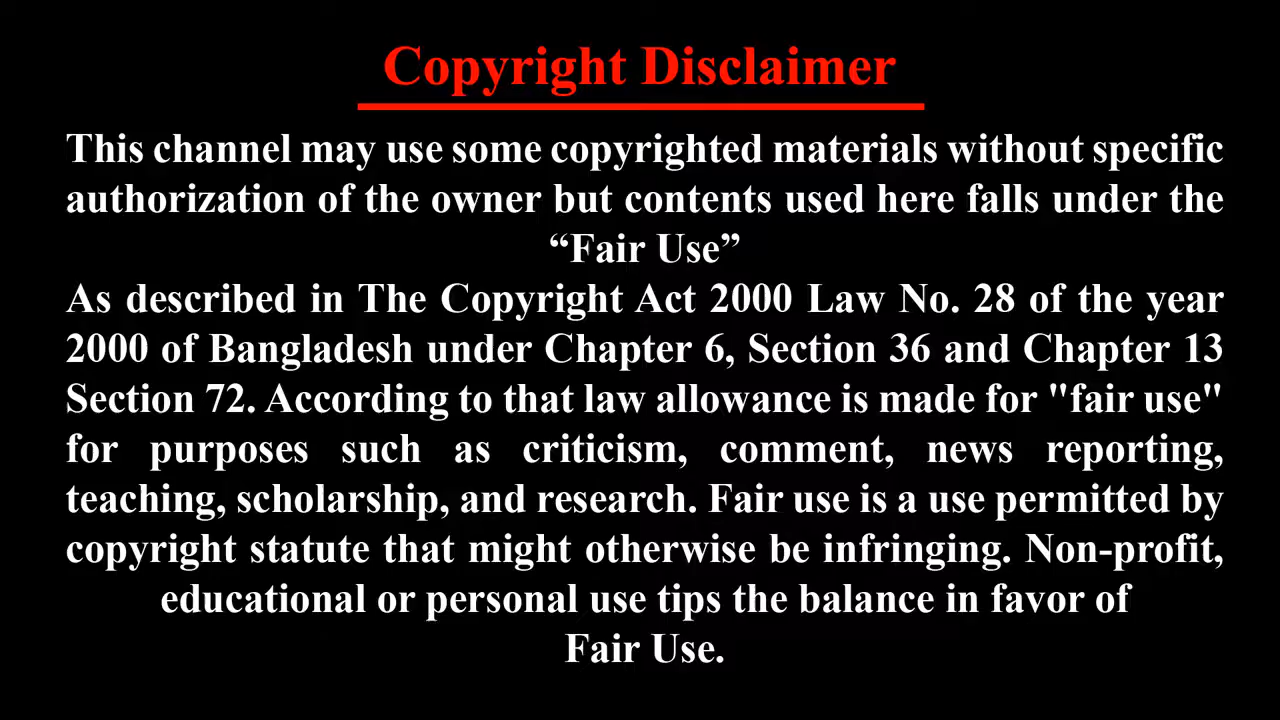 Copyright Disclaimer
This channel may use some copyrighted materials without specific
authorization of the owner but contents used here falls under the
“Fair Use”
As described in The Copyright Act 2000 Law No. 28 of the year
2000 of Bangladesh under Chapter 6, Section 36 and Chapter 13
Section 72. According to that law allowance is made for "fair use"
for purposes such as criticism, comment, news reporting,
teaching, scholarship, and research. Fair use is a use permitted by
copyright statute that might otherwise be infringing. Non-profit,
educational or personal use tips the balance in favor of
Fair Use.